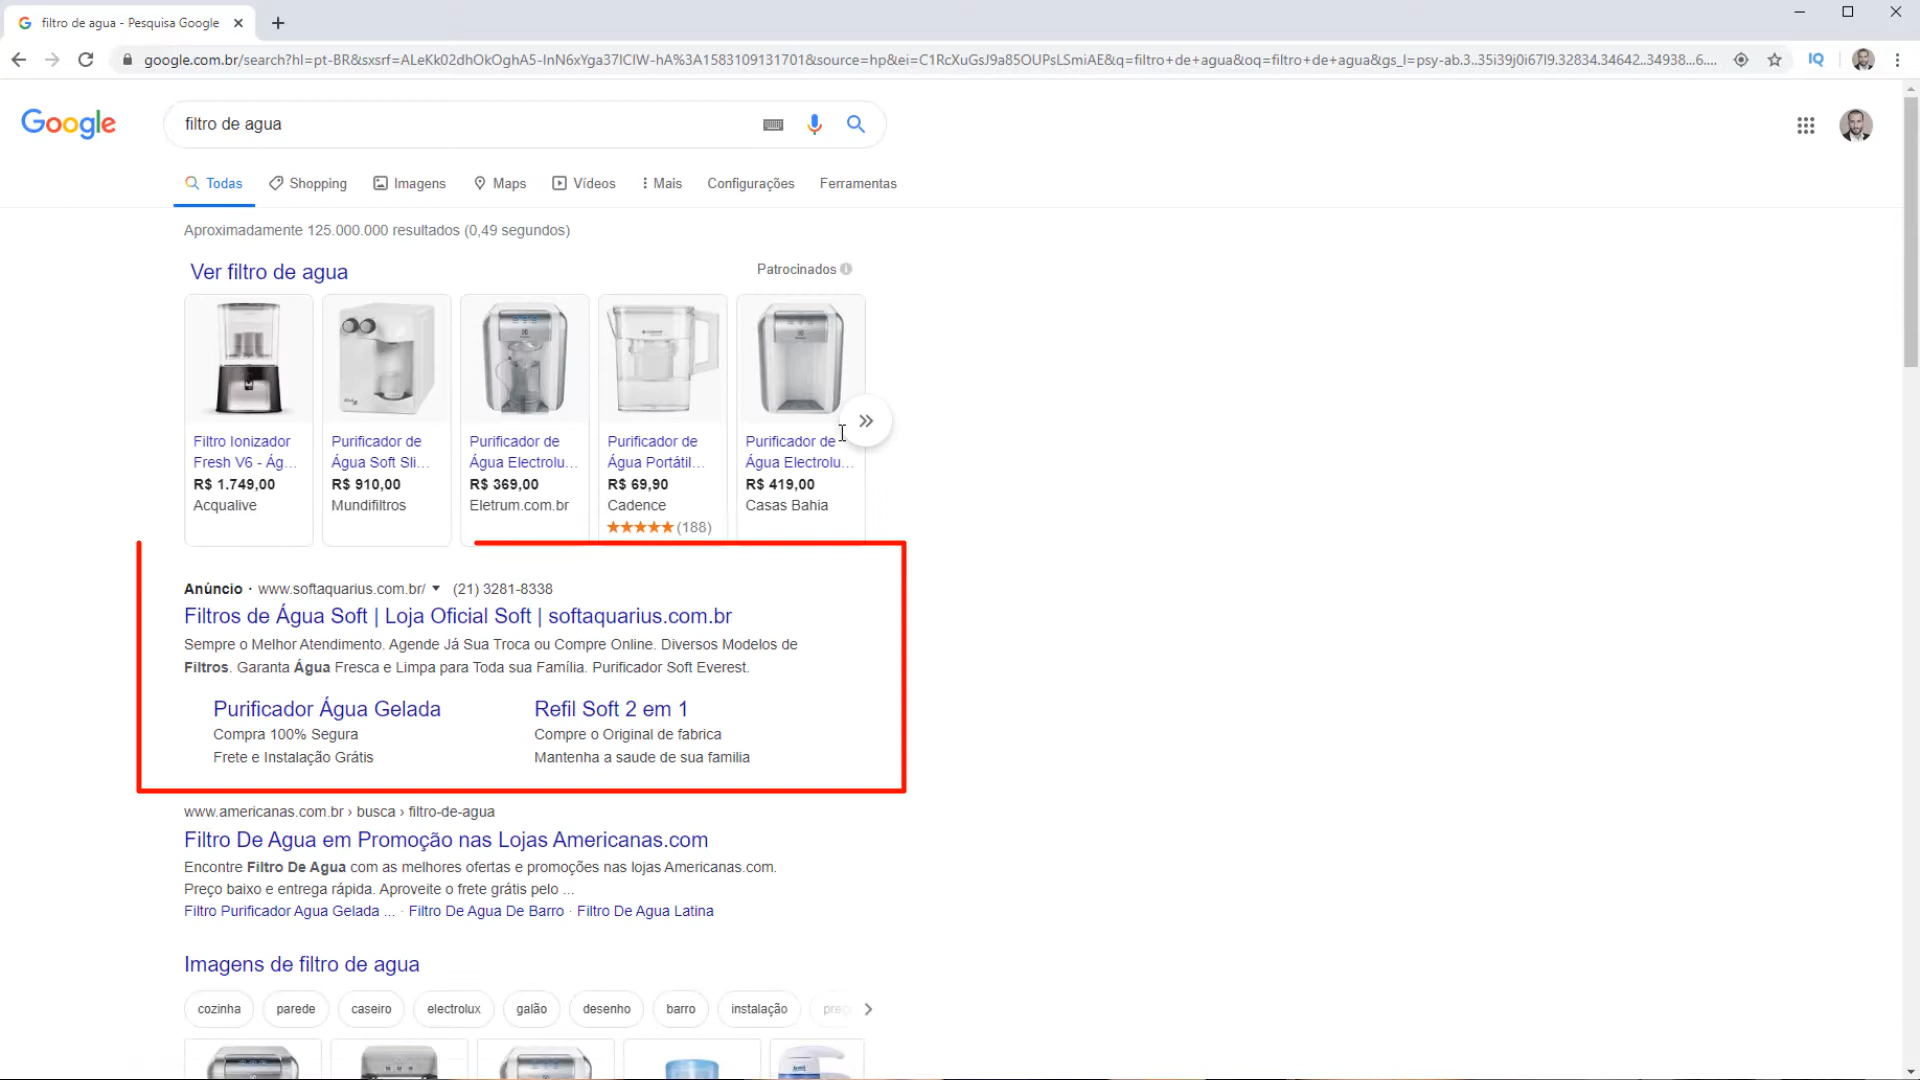 filtro de agua - Pesquisa Google
google.com.br/search?hl=pt-BR&sxsrf=ALeKk02dhOkOghA5-InN6xYga37ICIW-hA%3A1583109131701&source=hp&ei=C1RcXuGsJ9a85OUPsLSmiAE&q=filtro+de+agua&oq=filtro+de+agua&gs_l=psy-ab.3..35i39j0i67l9.32834.34642..34938...6....
IQ
Google
filtro de agua
Todas
Shopping
Imagens
Maps
Vídeos
Mais
Configurações
Ferramentas
Aproximadamente 125.000.000 resultados (0,49 segundos)
Ver filtro de agua
Patrocinados
Filtro Ionizador
Fresh V6 - Ág...
R$ 1.749,00
Acqualive
Purificador de
Água Soft Sli...
R$ 910,00
Mundifiltros
Purificador de
Água Electrolu...
R$ 369,00
Eletrum.com.br
Purificador de
Água Portátil...
R$ 69,90
Cadence
(188)
Purificador de
Água Electrolu...
R$ 419,00
Casas Bahia
Anúncio · www.softaquarius.com.br/ (21) 3281-8338
Filtros de Água Soft | Loja Oficial Soft | softaquarius.com.br
Sempre o Melhor Atendimento. Agende Já Sua Troca ou Compre Online. Diversos Modelos de
Filtros. Garanta Água Fresca e Limpa para Toda sua Família. Purificador Soft Everest.
Purificador Água Gelada
Compra 100% Segura
Frete e Instalação Grátis
Refil Soft 2 em 1
Compre o Original de fabrica
Mantenha a saude de sua familia
www.americanas.com.br › busca › filtro-de-agua
Filtro De Agua em Promoção nas Lojas Americanas.com
Encontre Filtro De Agua com as melhores ofertas e promoções nas lojas Americanas.com.
Preço baixo e entrega rápida. Aproveite o frete grátis pelo ...
Filtro Purificador Agua Gelada ... · Filtro De Agua De Barro · Filtro De Agua Latina
Imagens de filtro de agua
cozinha
parede
caseiro
electrolux
galão
desenho
barro
instalação